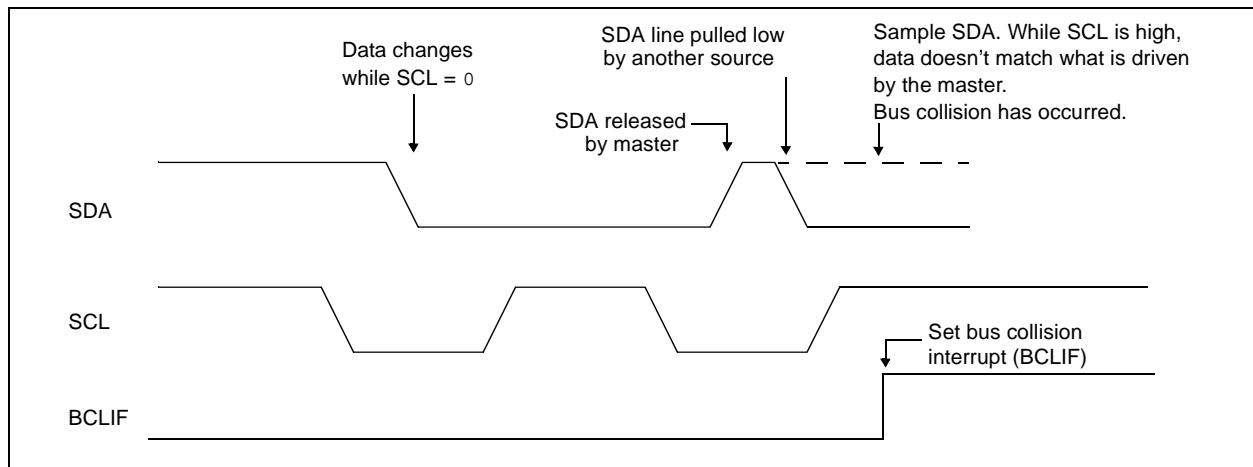 Data changes
while SCL = 0
SDA line pulled low
by another source
Sample SDA. While SCL is high,
data doesn’t match what is driven
by the master.
Bus collision has occurred.
SDA released
by master
SDA
SCL
Set bus collision
interrupt (BCLIF)
BCLIF